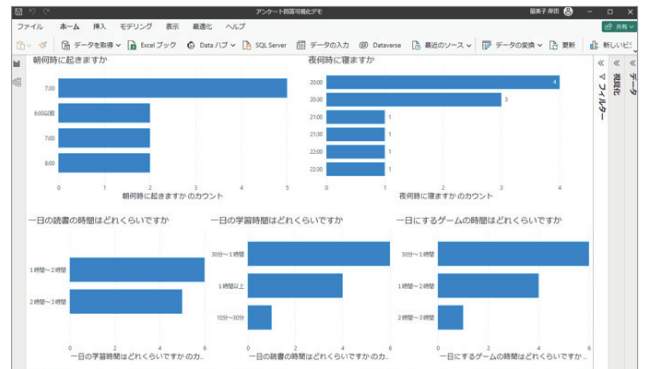 アンケート回答可視化デモ
ファイル ホーム 挿入 モデリング 表示 最適化 ヘルプ 共有
データを取得 Excel ブック Data ハブ SQL Server データの入力 Dataverse 最近のソース データの変換 更新 新しいビジ
朝何時に起きますか
7:00
7:00
8:00
0 1 2 3 4 5
朝何時に起きますか のカウント
夜何時に寝ますか
20:00 4
20:30 3
21:00 1
21:30 1
22:00 1
22:30 1
0 1 2 3 4
夜何時に寝ますか のカウント
フィルター
視覚化
データ
一日の読書の時間はどれくらいですか
1時間～2時間
2時間～3時間
0 2 4 6
一日の学習時間はどれくらいですか のカ...
一日の学習時間はどれくらいですか
30分～1時間
1時間以上
10分～30分
0 2 4 6
一日の読書の時間はどれくらいですか のカ...
一日にするゲームの時間はどれくらいですか
30分～1時間
1時間～2時間
2時間～3時間
0 2 4 6
一日にするゲームの時間はどれくらいですか ...